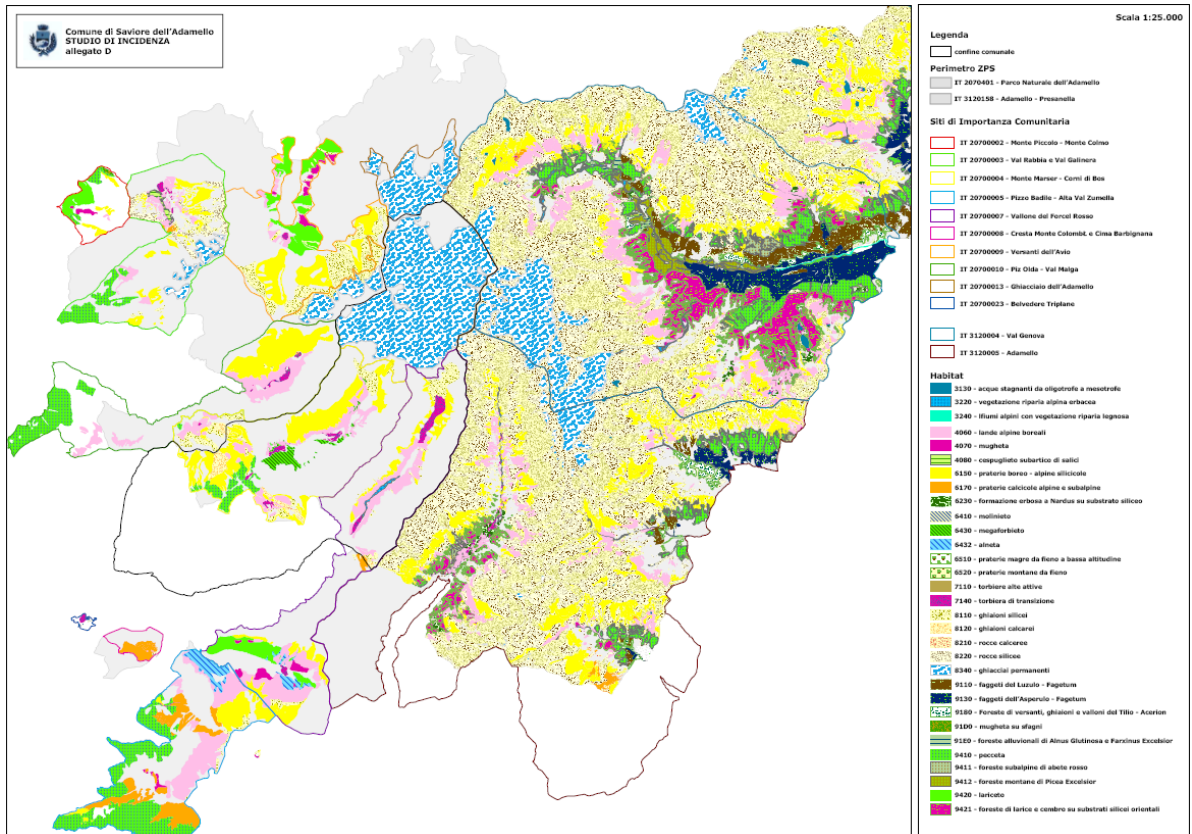 Comune di Saviore dell'Adamello
STUDIO DI INCIDENZA
allegato D
Scala 1:25.000
Legenda
confine comunale
Perimetro ZPS
IT 2070401 - Parco Naturale dell'Adamello
IT 3120158 - Adamello - Presanella
Siti di Importanza Comunitaria
IT 20700002 - Monte Piccolo - Monte Colmo
IT 20700003 - Val Rabbia e Val Galinera
IT 20700004 - Monte Marser - Corni di Bos
IT 20700005 - Pizzo Badile - Alta Val Zumella
IT 20700007 - Vallone del Forcel Rosso
IT 20700008 - Cresta Monte Colombè e Cima Barbignana
IT 20700009 - Versanti dell'Avio
IT 20700010 - Piz Olda - Val Malga
IT 20700013 - Ghiacciaio dell'Adamello
IT 20700023 - Belvedere Triplane
IT 3120004 - Val Genova
IT 3120005 - Adamello
Habitat
3130 - acque stagnanti da oligotrofe a mesotrofe
3220 - vegetazione riparia alpina erbacea
3240 - lfiumi alpini con vegetazione riparia legnosa
4060 - lande alpine boreali
4070 - mugheta
4080 - cespuglieto subartico di salici
6150 - praterie boreo - alpine silicicole
6170 - praterie calcicole alpine e subalpine
6230 - formazione erbosa a Nardus su substrato siliceo
6410 - molinieto
6430 - megaforbieto
6432 - alneta
6510 - praterie magre da fieno a bassa altitudine
6520 - praterie montane da fieno
7110 - torbiere alte attive
7140 - torbiera di transizione
8110 - ghiaioni silicei
8120 - ghiaioni calcarei
8210 - rocce calceree
8220 - rocce silicee
8340 - ghiacciai permanenti
9110 - faggeti del Luzulo - Fagetum
9130 - faggeti dell'Asperulo - Fagetum
9180 - Foreste di versanti, ghiaioni e valloni del Tilio - Acerion
91D0 - mugheta su sfagni
91E0 - foreste alluvionali di Alnus Glutinosa e Farxinus Excelsior
9410 - pecceta
9411 - foreste subalpine di abete rosso
9412 - foreste montane di Picea Excelsior
9420 - lariceto
9421 - foreste di larice e cembro su substrati silicei orientali